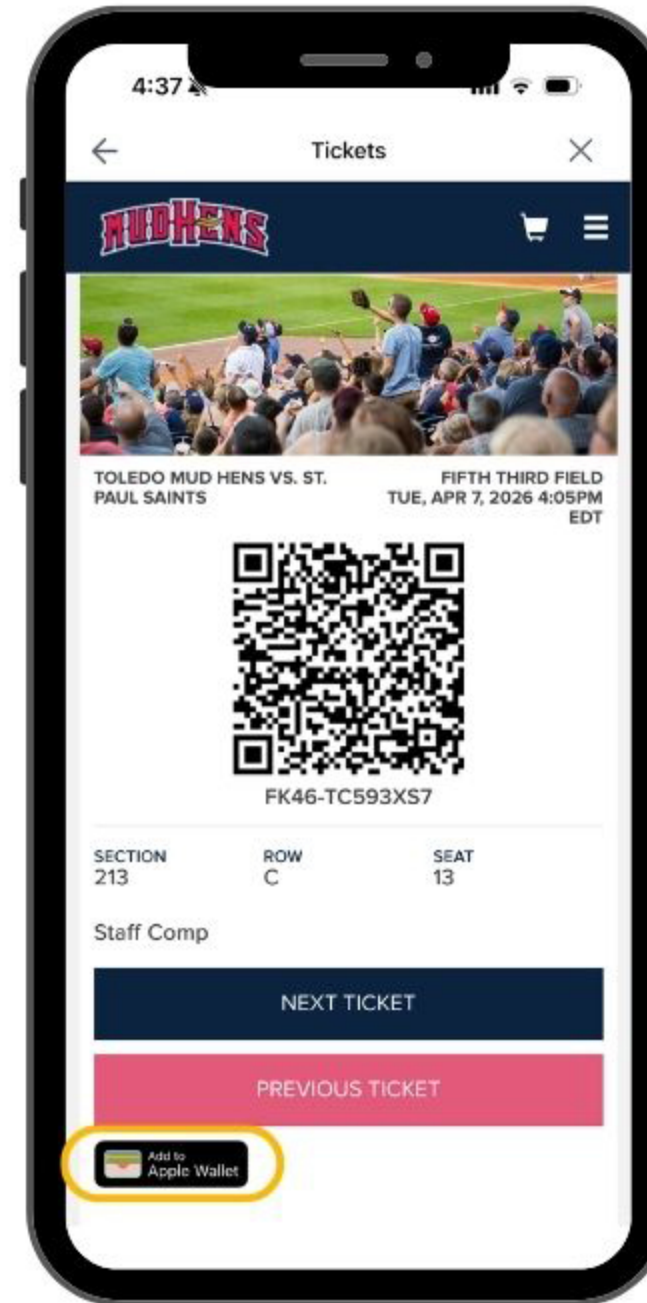 4:37
Tickets
MUDHENS
TOLEDO MUD HENS VS. ST.
PAUL SAINTS
FIFTH THIRD FIELD
TUE, APR 7, 2026 4:05PM
EDT
FK46-TC593XS7
SECTION ROW SEAT
213 C 13
Staff Comp
NEXT TICKET
PREVIOUS TICKET
Add to
Apple Wallet